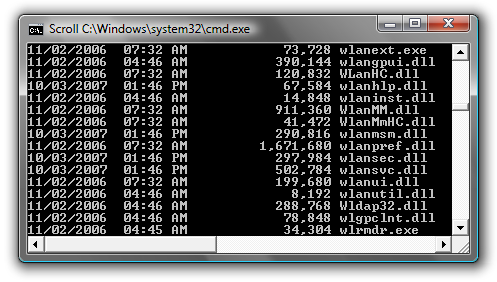 Scroll C:\Windows\system32\cmd.exe
11/02/2006  07:32 AM            73,728 wlanext.exe
11/02/2006  04:46 AM           390,144 wlangpui.dll
11/02/2006  07:32 AM           120,832 WLanHC.dll
10/03/2007  01:46 PM            67,584 wlanhlp.dll
11/02/2006  04:46 AM            14,848 wlaninst.dll
11/02/2006  07:32 AM           911,360 wlanMM.dll
11/02/2006  07:32 AM            41,472 WlanMmHC.dll
10/03/2007  01:46 PM           290,816 wlanmsm.dll
11/02/2006  07:32 AM         1,671,680 wlanpref.dll
10/03/2007  01:46 PM           297,984 wlansec.dll
10/03/2007  01:46 PM           502,784 wlansvc.dll
11/02/2006  07:32 AM           199,680 wlanui.dll
11/02/2006  04:46 AM             8,192 wlanutil.dll
11/02/2006  04:46 AM           288,768 Wldap32.dll
11/02/2006  04:46 AM            78,848 wlgpclnt.dll
11/02/2006  04:45 AM            34,304 wlrmdr.exe